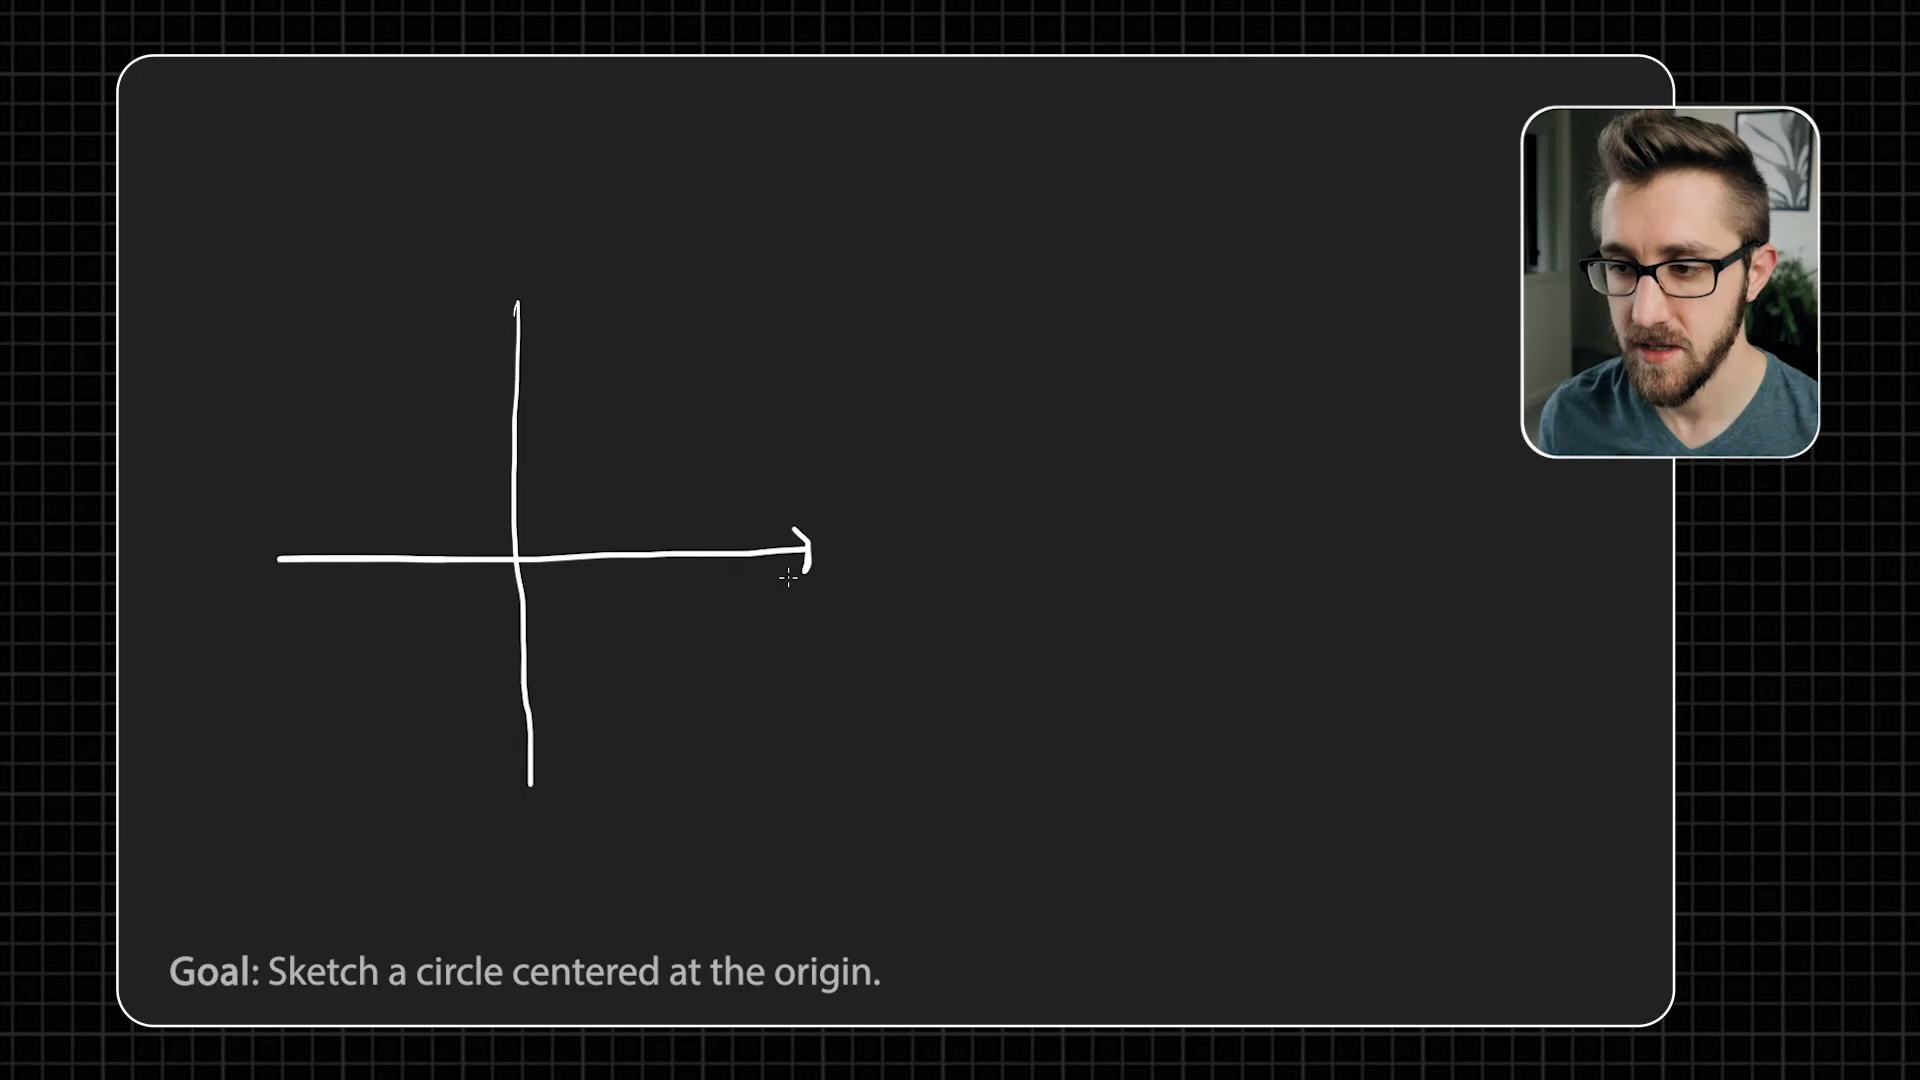 Goal: Sketch a circle centered at the origin.